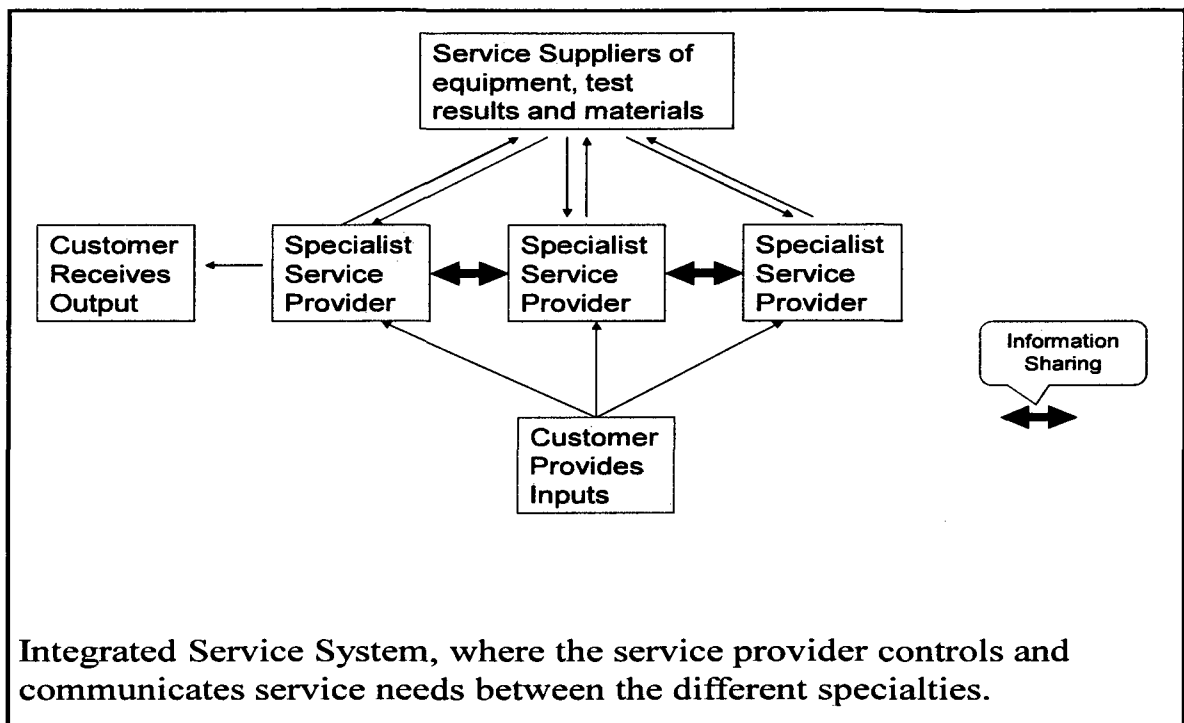 Service Suppliers of
equipment, test
results and materials
Customer
Receives
Output
Specialist
Service
Provider
Specialist
Service
Provider
Specialist
Service
Provider
Information
Sharing
Customer
Provides
Inputs
Integrated Service System, where the service provider controls and
communicates service needs between the different specialties.